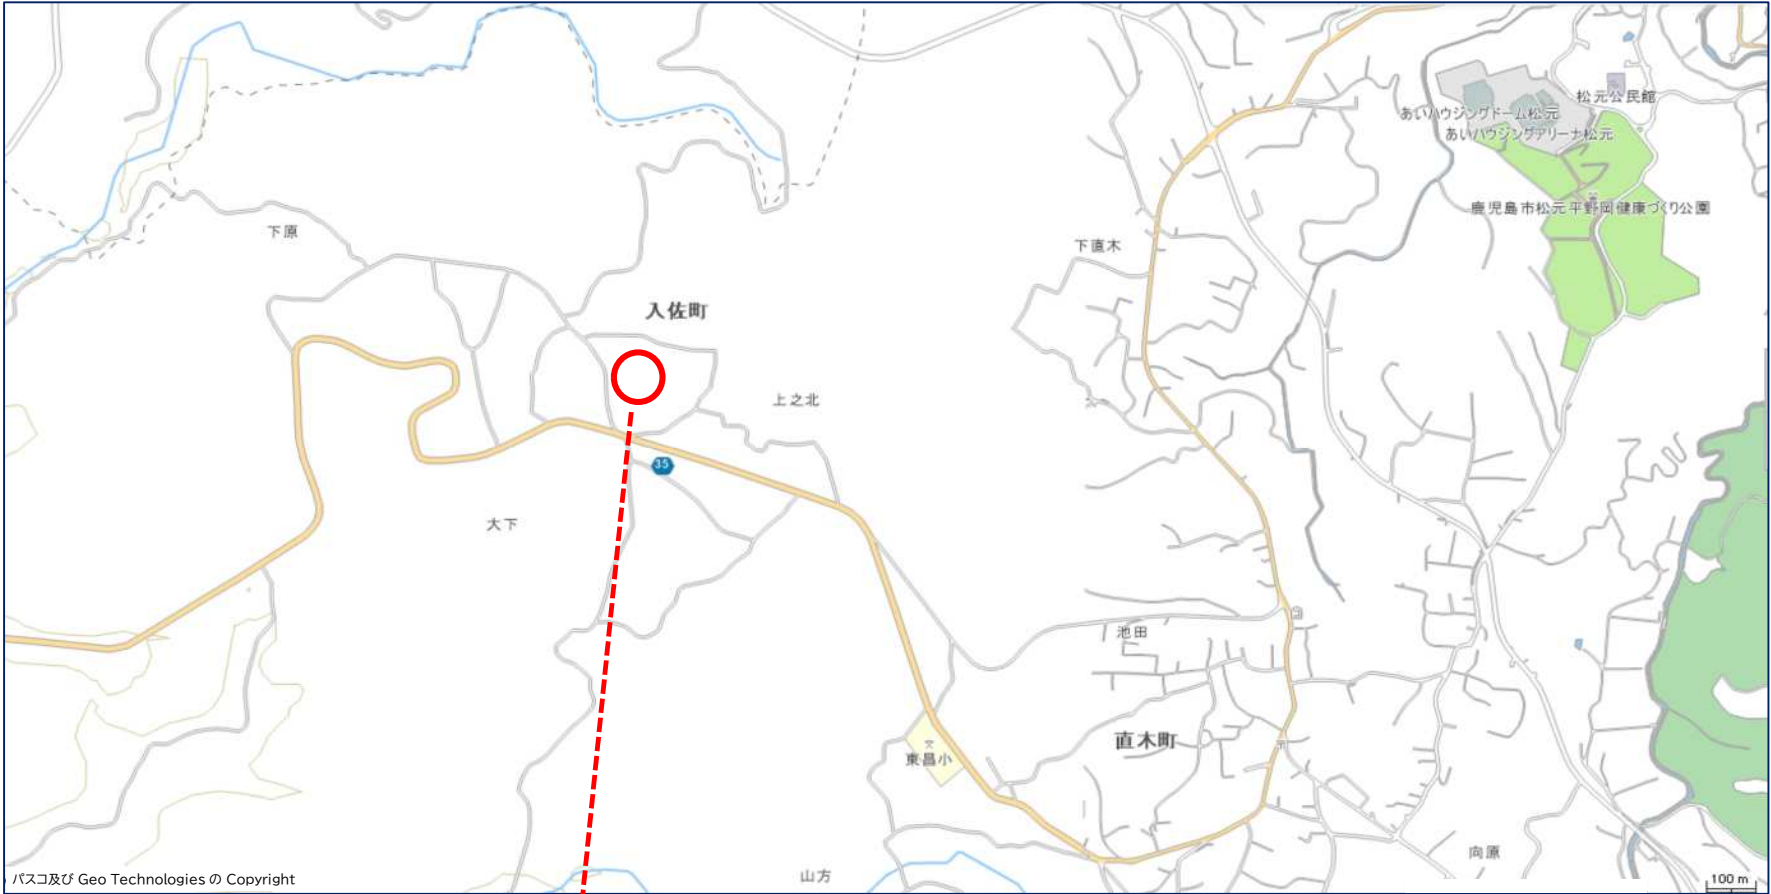 松元公民館
あいハウジングドーム松元
あいハウジングアリーナ松元
鹿児島市松元平野岡健康づくり公園
下原
下直木
入佐町
上之北
35
大下
池田
直木町
東昌小
向原
山方
パスコ及び Geo Technologies の Copyright
100 m